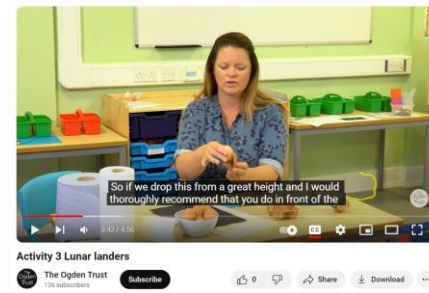 So if we drop this from a great height and I would
thoroughly recommend that you do in front of the
0:43 / 4:56
CC
Activity 3 Lunar landers
The Ogden Trust
136 subscribers
Subscribe
0
Share
Download